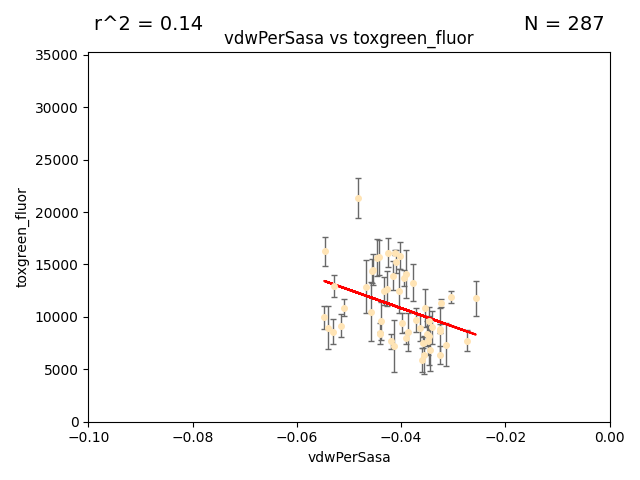 r^2 = 0.14
N = 287
vdwPerSasa vs toxgreen_fluor
35000
30000
25000
20000
15000
10000
5000
0
toxgreen_fluor
−0.10
−0.08
−0.06
−0.04
−0.02
0.00
vdwPerSasa